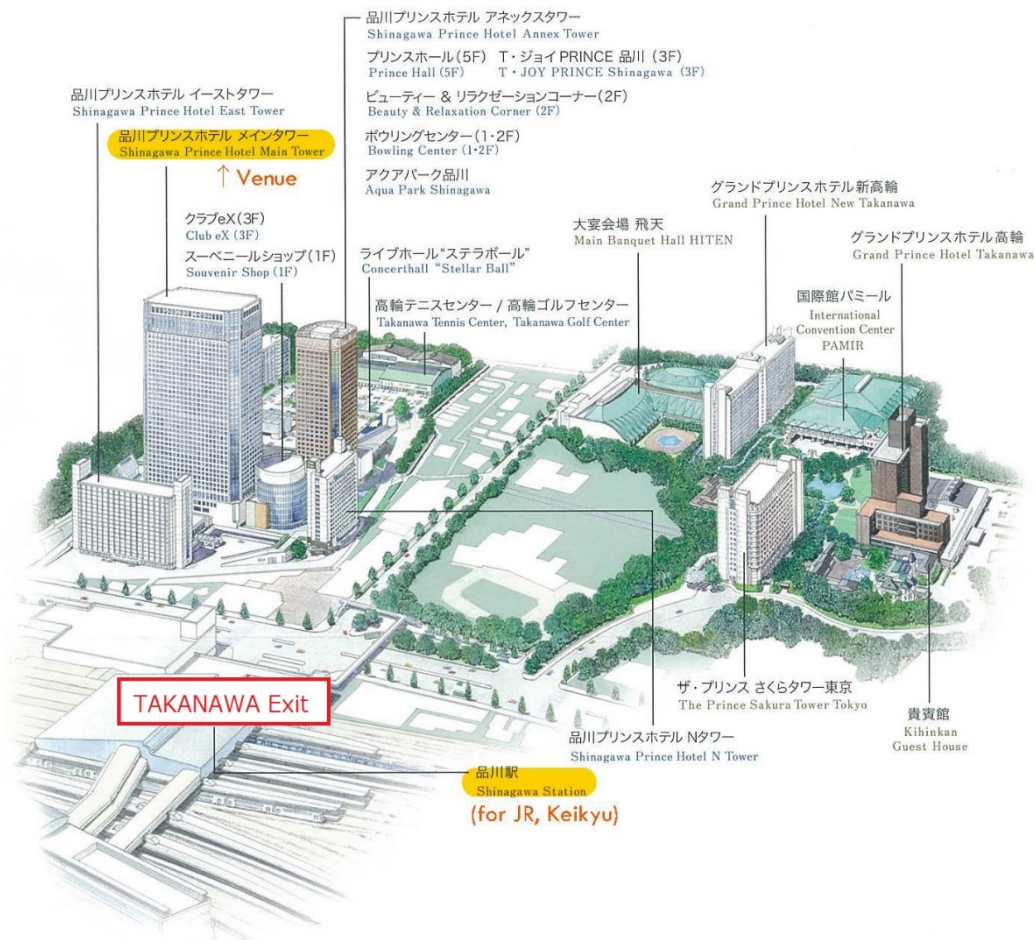 品川プリンスホテル アネックスタワー
Shinagawa Prince Hotel Annex Tower
プリンスホール(5F) T・ジョイ PRINCE 品川 (3F)
Prince Hall (5F) T・JOY PRINCE Shinagawa (3F)
ビューティー & リラクゼーションコーナー(2F)
Beauty & Relaxation Corner (2F)
ボウリングセンター(1・2F)
Bowling Center (1・2F)
アクアパーク品川
Aqua Park Shinagawa
品川プリンスホテル イーストタワー
Shinagawa Prince Hotel East Tower
品川プリンスホテル メインタワー
Shinagawa Prince Hotel Main Tower
↑ Venue
クラブeX(3F)
Club eX (3F)
スーベニールショップ(1F)
Souvenir Shop (1F)
ライブホール"ステラボール"
Concerthall "Stellar Ball"
高輪テニスセンター / 高輪ゴルフセンター
Takanawa Tennis Center, Takanawa Golf Center
大宴会場 飛天
Main Banquet Hall HITEN
グランドプリンスホテル新高輪
Grand Prince Hotel New Takanawa
グランドプリンスホテル高輪
Grand Prince Hotel Takanawa
国際館パミール
International
Convention Center
PAMIR
TAKANAWA Exit
品川駅
Shinagawa Station
(for JR, Keikyu)
品川プリンスホテル Nタワー
Shinagawa Prince Hotel N Tower
ザ・プリンス さくらタワー東京
The Prince Sakura Tower Tokyo
貴賓館
Kihinkan
Guest House